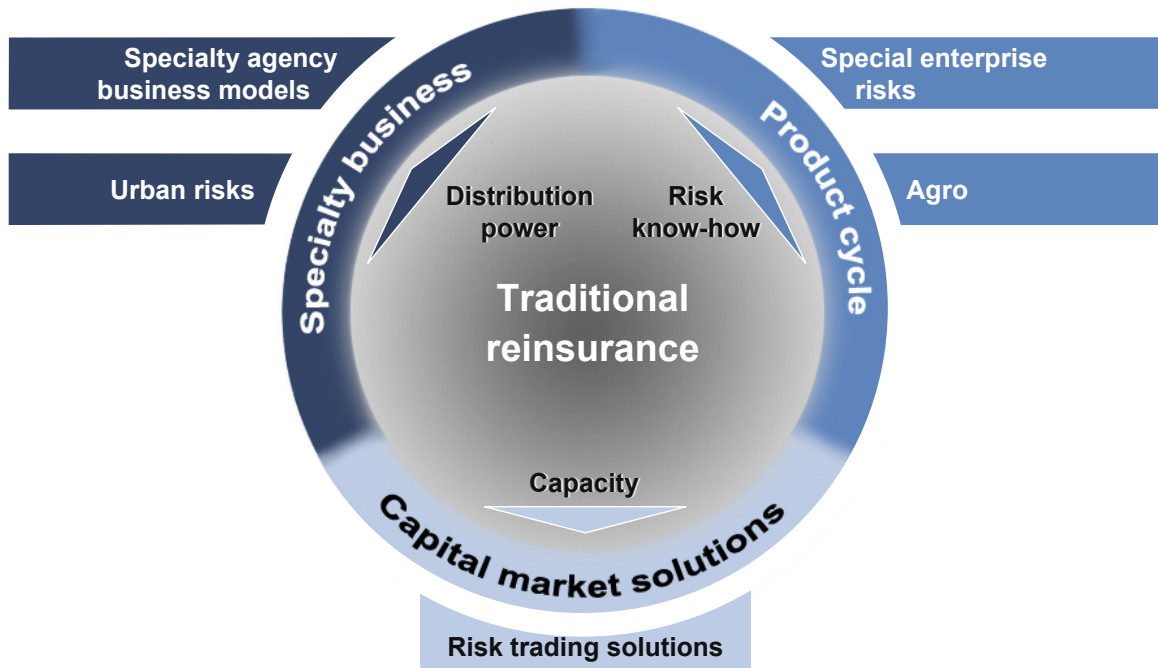 Specialty agency
business models
Special enterprise
risks
Urban risks
Agro
Specialty business
Product cycle
Distribution
power
Risk
know-how
Traditional
reinsurance
Capacity
Capital market solutions
Risk trading solutions